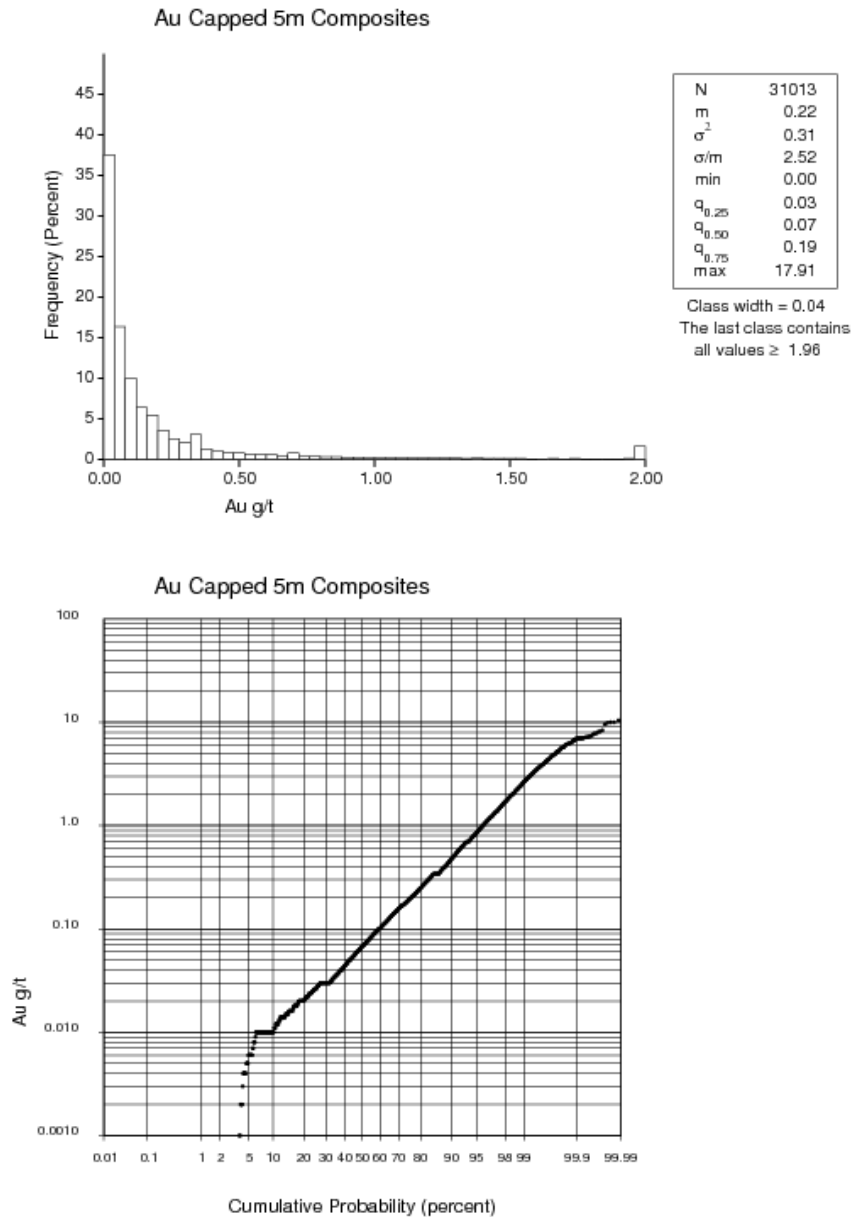 Au Capped 5m Composites
Frequency (Percent)
45
40
35
30
25
20
15
10
5
0
0.00 0.50 1.00 1.50 2.00
Au g/t
N 31013
m 0.22
σ² 0.31
σ/m 2.52
min 0.00
q0.25 0.03
q0.50 0.07
q0.75 0.19
max 17.91
Class width = 0.04
The last class contains
all values ≥ 1.96
Au Capped 5m Composites
Au g/t
100
10
1.0
0.10
0.010
0.0010
0.01 0.1 1 2 5 10 20 30 40 50 60 70 80 90 95 98 99 99.9 99.99
Cumulative Probability (percent)